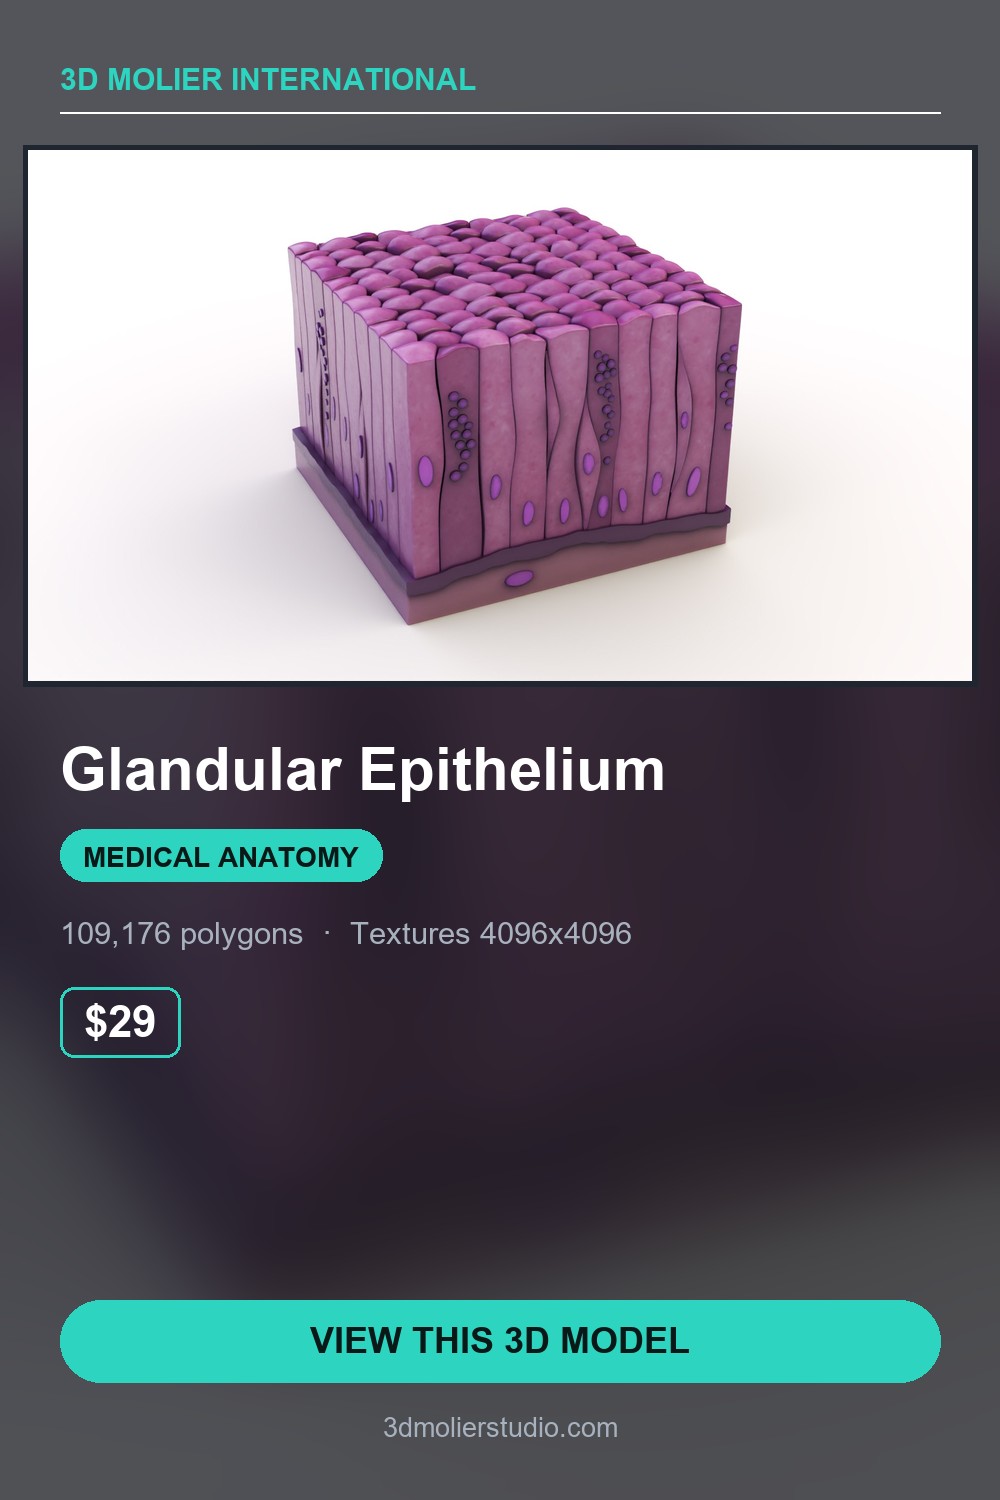 3D MOLIER INTERNATIONAL
Glandular Epithelium
MEDICAL ANATOMY
109,176 polygons · Textures 4096x4096
$29
VIEW THIS 3D MODEL
3dmolierstudio.com